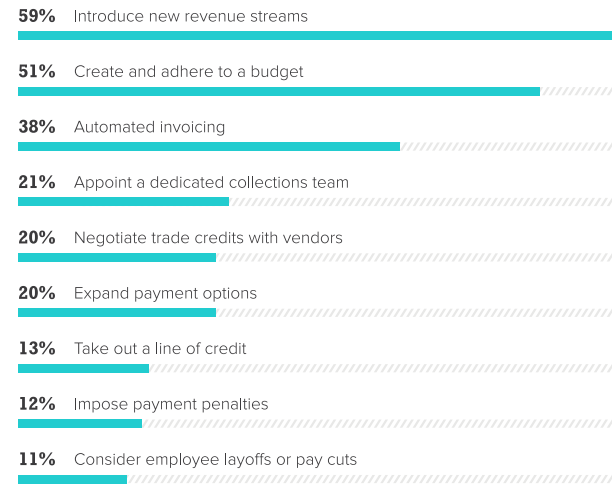 59% Introduce new revenue streams
51% Create and adhere to a budget
38% Automated invoicing
21% Appoint a dedicated collections team
20% Negotiate trade credits with vendors
20% Expand payment options
13% Take out a line of credit
12% Impose payment penalties
11% Consider employee layoffs or pay cuts